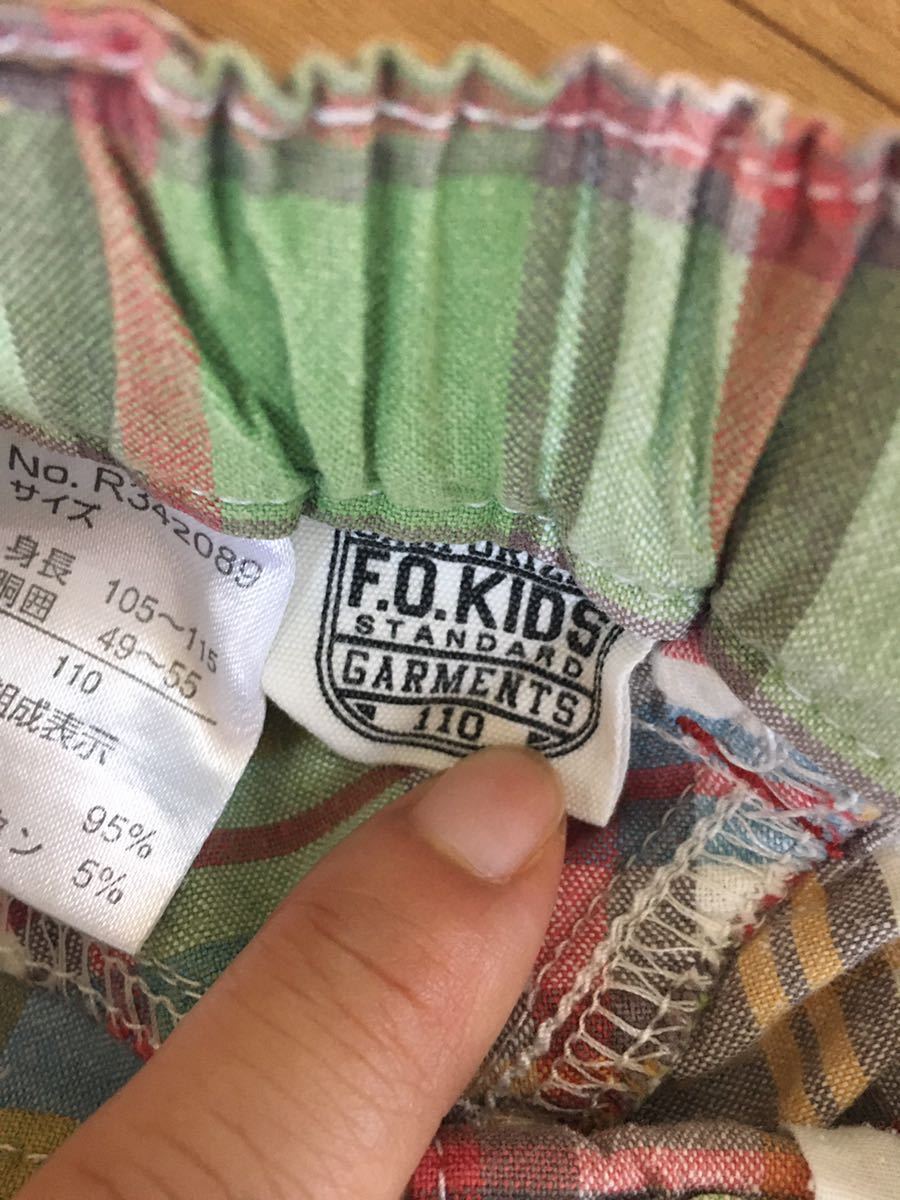 No. R342089
サイズ
身長 105～115
胴囲 49～55
110
組成表示
95%
タン 5%
F.O.KIDS
STANDARD
GARMENTS
110